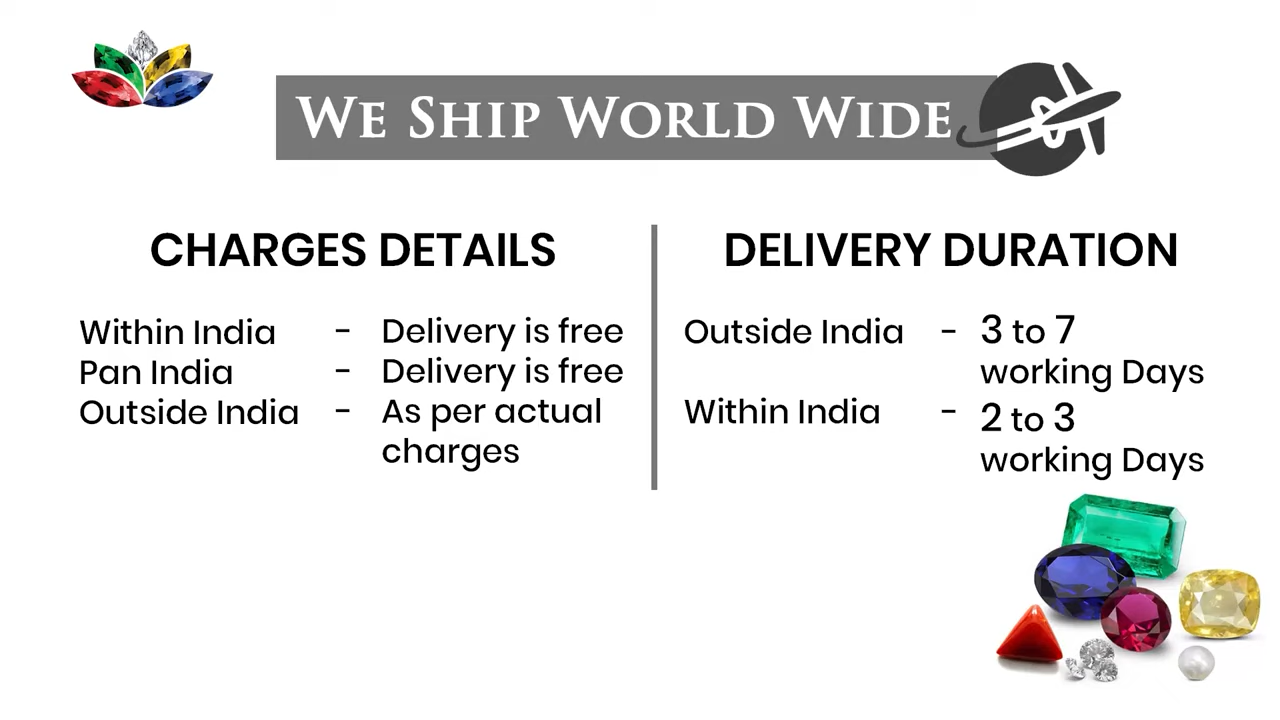 WE SHIP WORLD WIDE
CHARGES DETAILS
Within India - Delivery is free
Pan India - Delivery is free
Outside India - As per actual
charges
DELIVERY DURATION
Outside India - 3 to 7
working Days
Within India - 2 to 3
working Days